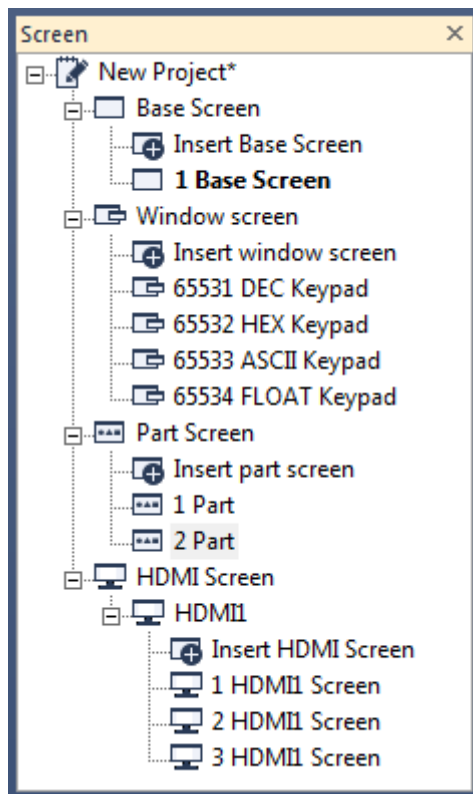 Screen
New Project*
Base Screen
Insert Base Screen
1 Base Screen
Window screen
Insert window screen
65531 DEC Keypad
65532 HEX Keypad
65533 ASCII Keypad
65534 FLOAT Keypad
Part Screen
Insert part screen
1 Part
2 Part
HDMI Screen
HDMI1
Insert HDMI Screen
1 HDMI1 Screen
2 HDMI1 Screen
3 HDMI1 Screen